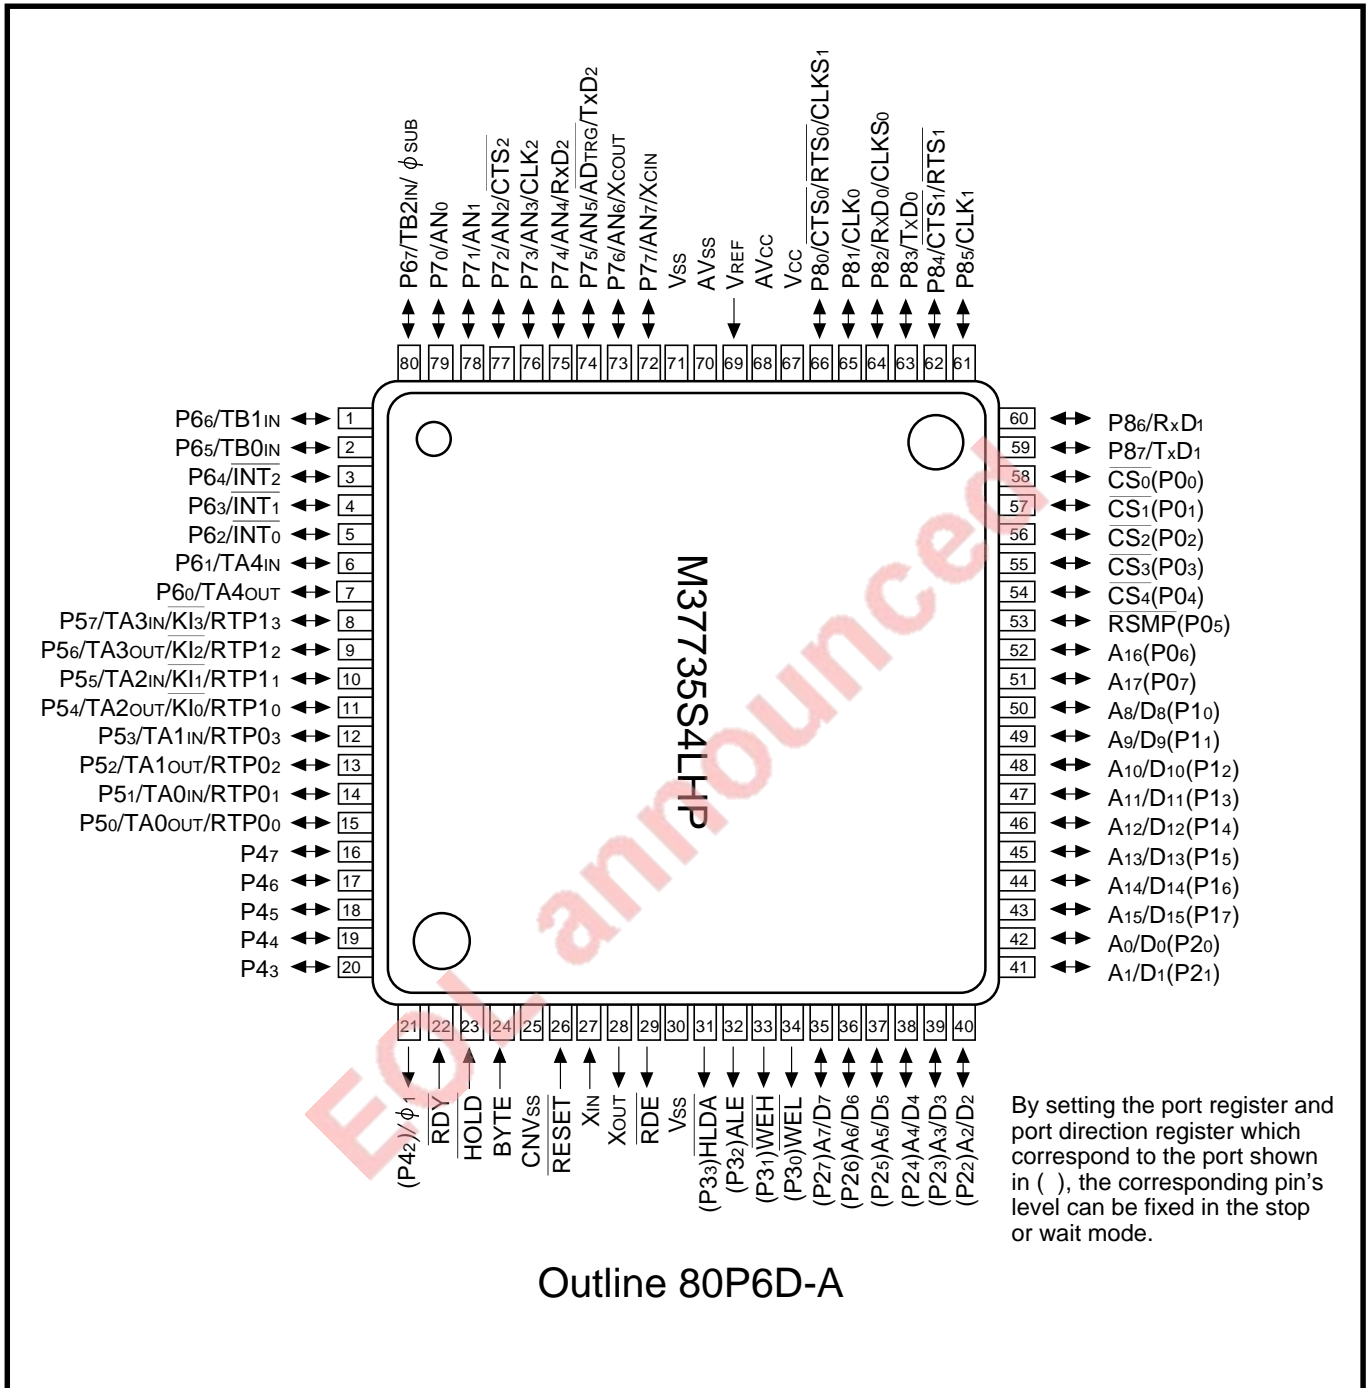 P67/TB2IN/ϕSUB
P70/AN0
P71/AN1
P72/AN2/CTS2
P73/AN3/CLK2
P74/AN4/RxD2
P75/AN5/ADTRG/TxD2
P76/AN6/XCOUT
P77/AN7/XCIN
VSS
AVSS
VREF
AVCC
VCC
P80/CTS0/RTS0/CLKS1
P81/CLK0
P82/RxD0/CLKS0
P83/TxD0
P84/CTS1/RTS1
P85/CLK1
80 79 78 77 76 75 74 73 72 71 70 69 68 67 66 65 64 63 62 61
P66/TB1IN 1
P65/TB0IN 2
P64/INT2 3
P63/INT1 4
P62/INT0 5
P61/TA4IN 6
P60/TA4OUT 7
P57/TA3IN/KI3/RTP13 8
P56/TA3OUT/KI2/RTP12 9
P55/TA2IN/KI1/RTP11 10
P54/TA2OUT/KI0/RTP10 11
P53/TA1IN/RTP03 12
P52/TA1OUT/RTP02 13
P51/TA0IN/RTP01 14
P50/TA0OUT/RTP00 15
P47 16
P46 17
P45 18
P44 19
P43 20
M37735S4LHP
EOL announced
60 P86/RxD1
59 P87/TxD1
58 CS0(P00)
57 CS1(P01)
56 CS2(P02)
55 CS3(P03)
54 CS4(P04)
53 RSMP(P05)
52 A16(P06)
51 A17(P07)
50 A8/D8(P10)
49 A9/D9(P11)
48 A10/D10(P12)
47 A11/D11(P13)
46 A12/D12(P14)
45 A13/D13(P15)
44 A14/D14(P16)
43 A15/D15(P17)
42 A0/D0(P20)
41 A1/D1(P21)
21 22 23 24 25 26 27 28 29 30 31 32 33 34 35 36 37 38 39 40
(P42)/ϕ1
RDY
HOLD
BYTE
CNVSS
RESET
XIN
XOUT
RDE
VSS
(P33)HLDA
(P32)ALE
(P31)WEH
(P30)WEL
(P27)A7/D7
(P26)A6/D6
(P25)A5/D5
(P24)A4/D4
(P23)A3/D3
(P22)A2/D2
By setting the port register and
port direction register which
correspond to the port shown
in ( ), the corresponding pin's
level can be fixed in the stop
or wait mode.
Outline 80P6D-A